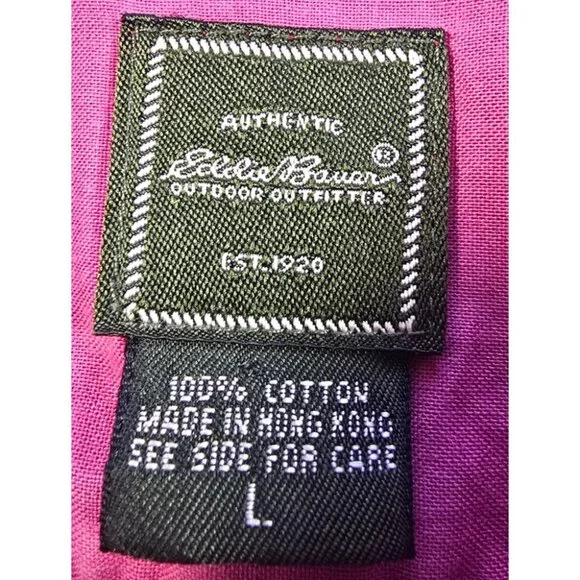 AUTHENTIC
Eddie Bauer ®
OUTDOOR OUTFITTER
EST. 1920
100% COTTON
MADE IN HONG KONG
SEE SIDE FOR CARE
L